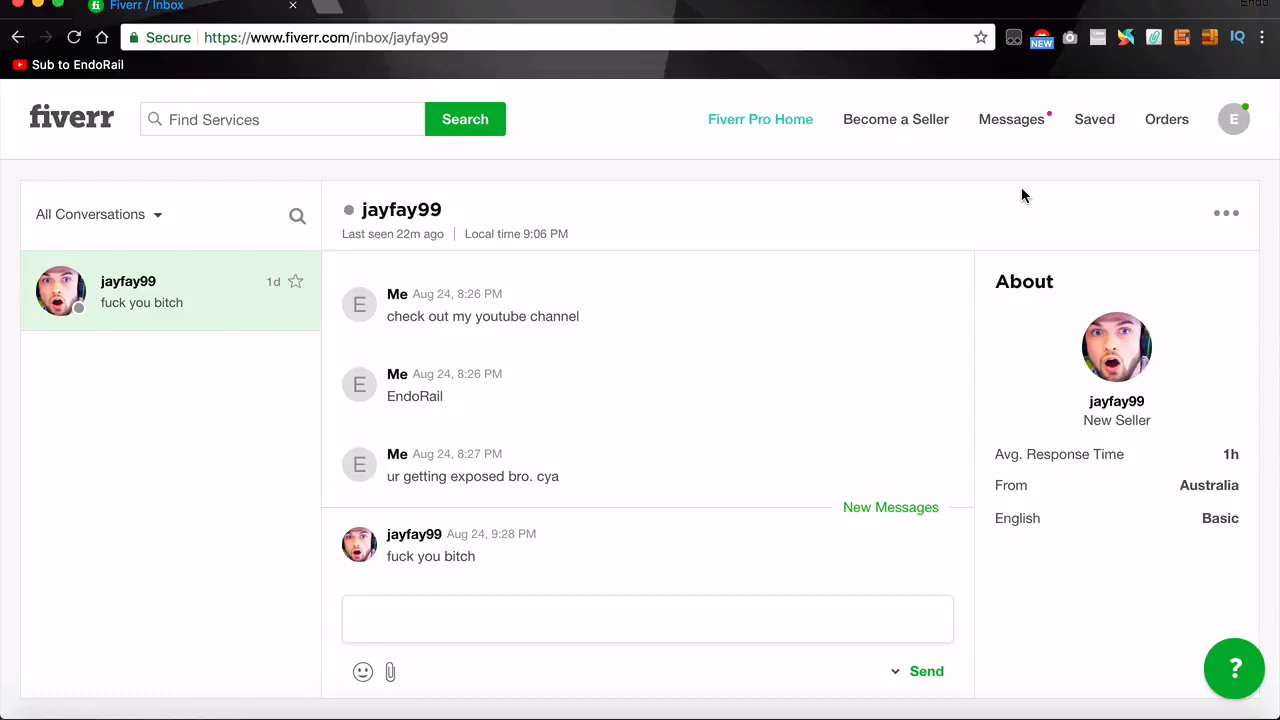 Fiverr / Inbox
Secure https://www.fiverr.com/inbox/jayfay99
NEW
IQ
Sub to EndoRail
fiverr
Find Services
Search
Fiverr Pro Home
Become a Seller
Messages
Saved
Orders
E
All Conversations
jayfay99
Last seen 22m ago
Local time 9:06 PM
jayfay99
1d
fuck you bitch
E
Me Aug 24, 8:26 PM
check out my youtube channel
E
Me Aug 24, 8:26 PM
EndoRail
E
Me Aug 24, 8:27 PM
ur getting exposed bro. cya
New Messages
jayfay99 Aug 24, 9:28 PM
fuck you bitch
Send
About
jayfay99
New Seller
Avg. Response Time 1h
From Australia
English Basic
?